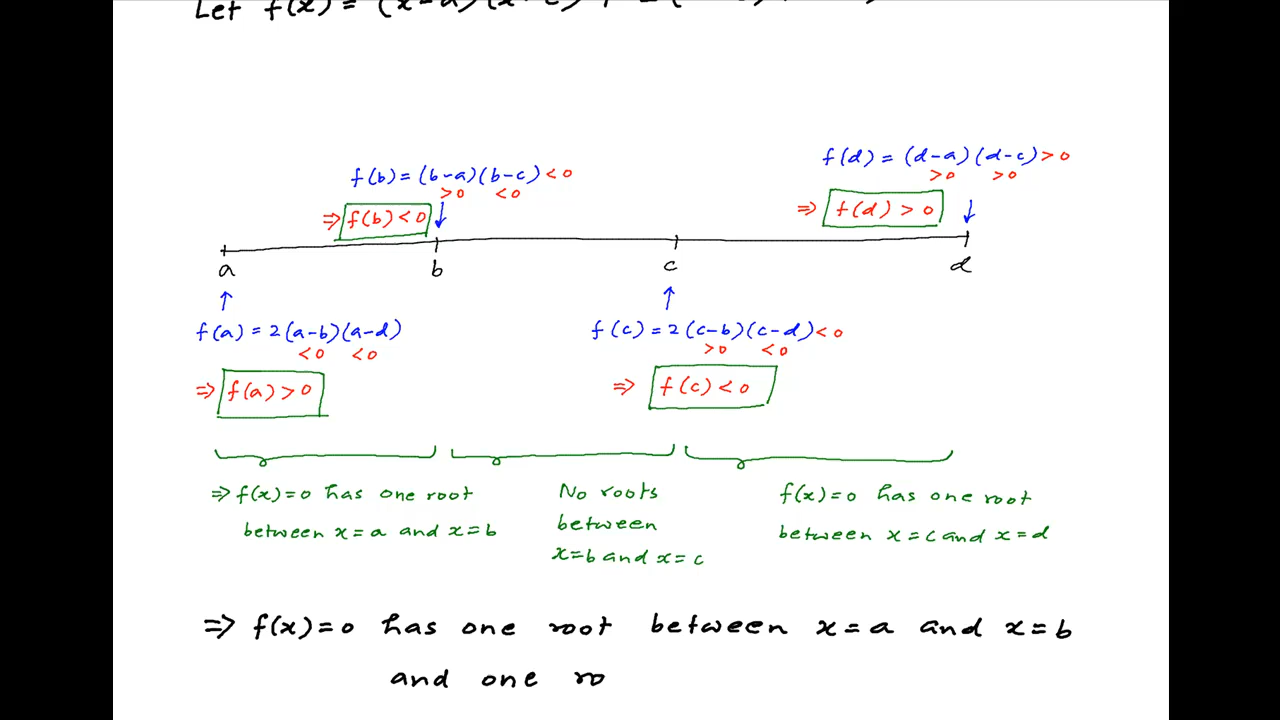 Let f(x) =
f(b) = (b-a)(b-c) < 0
>0 <0
⇒ f(b) < 0
f(d) = (d-a)(d-c) > 0
>0 >0
⇒ f(d) > 0
a b c d
f(a) = 2(a-b)(a-d)
<0 <0
⇒ f(a) > 0
f(c) = 2(c-b)(c-d) < 0
>0 <0
⇒ f(c) < 0
⇒ f(x)=0 has one root
between x=a and x=b
No roots
between
x=b and x=c
f(x)=0 has one root
between x=c and x=d
⇒ f(x)=0 has one root between x=a and x=b
and one ro